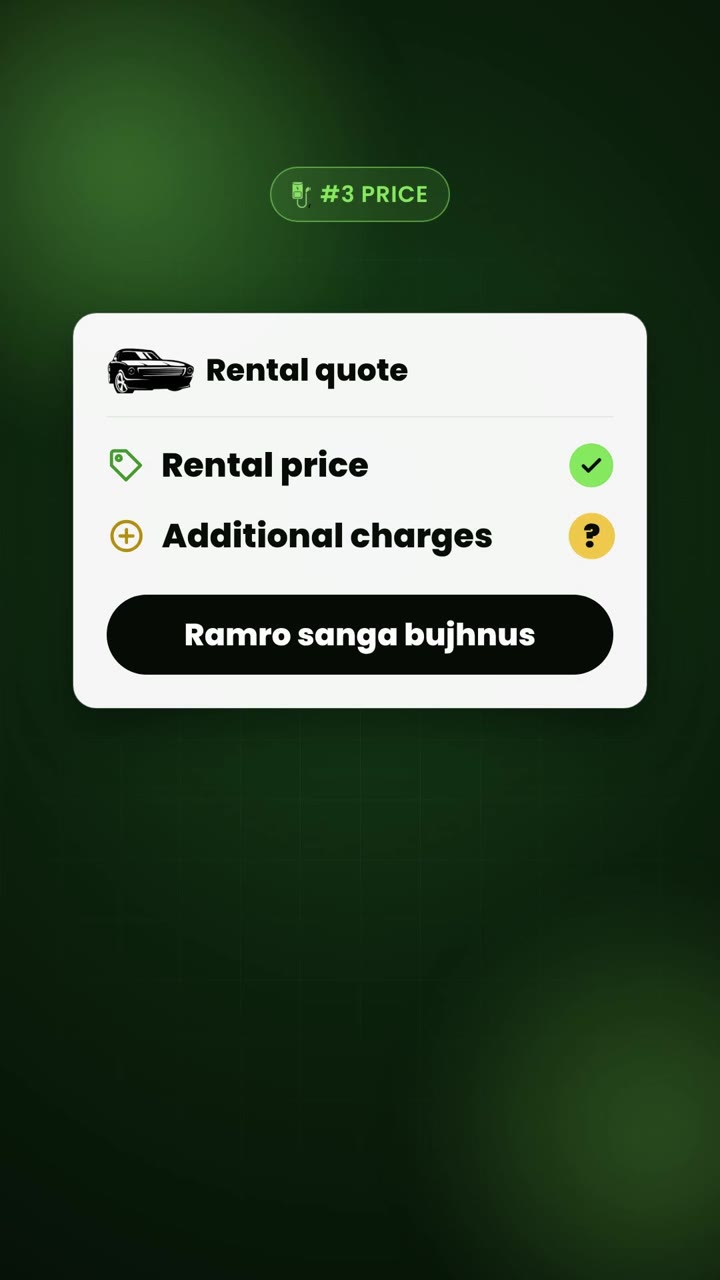 #3 PRICE
Rental quote
Rental price
Additional charges
?
Ramro sanga bujhnus